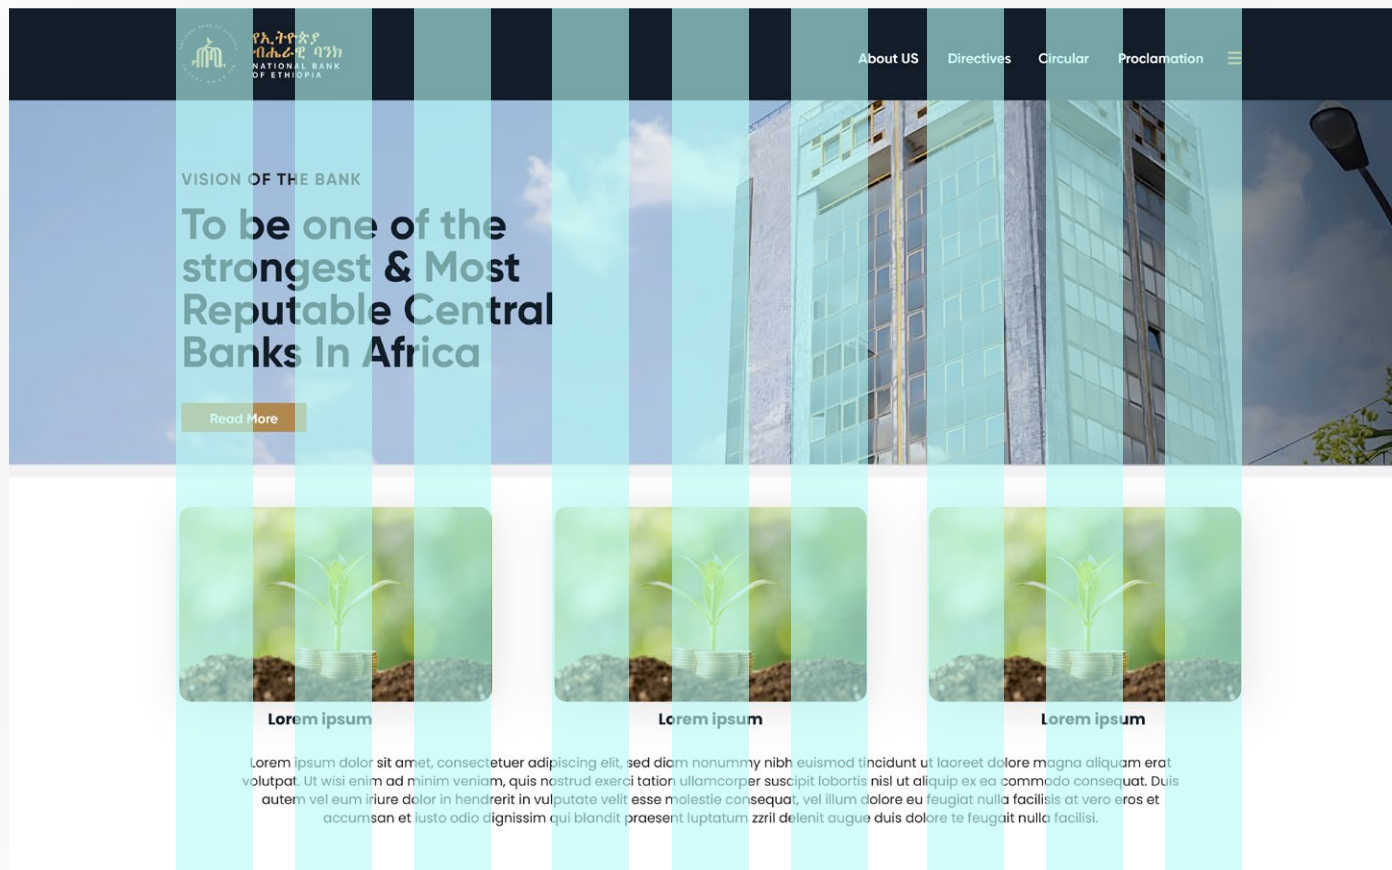 የኢትዮጵያ
ብሔራዊ ባንክ
NATIONAL BANK
OF ETHIOPIA
About US Directives Circular Proclamation
VISION OF THE BANK
To be one of the
strongest & Most
Reputable Central
Banks In Africa
Read More
Lorem ipsum Lorem ipsum Lorem ipsum
Lorem ipsum dolor sit amet, consectetuer adipiscing elit, sed diam nonummy nibh euismod tincidunt ut laoreet dolore magna aliquam erat
volutpat. Ut wisi enim ad minim veniam, quis nostrud exerci tation ullamcorper suscipit lobortis nisl ut aliquip ex ea commodo consequat. Duis
autem vel eum iriure dolor in hendrerit in vulputate velit esse molestie consequat, vel illum dolore eu feugiat nulla facilisis at vero eros et
accumsan et iusto odio dignissim qui blandit praesent luptatum zzril delenit augue duis dolore te feugait nulla facilisi.